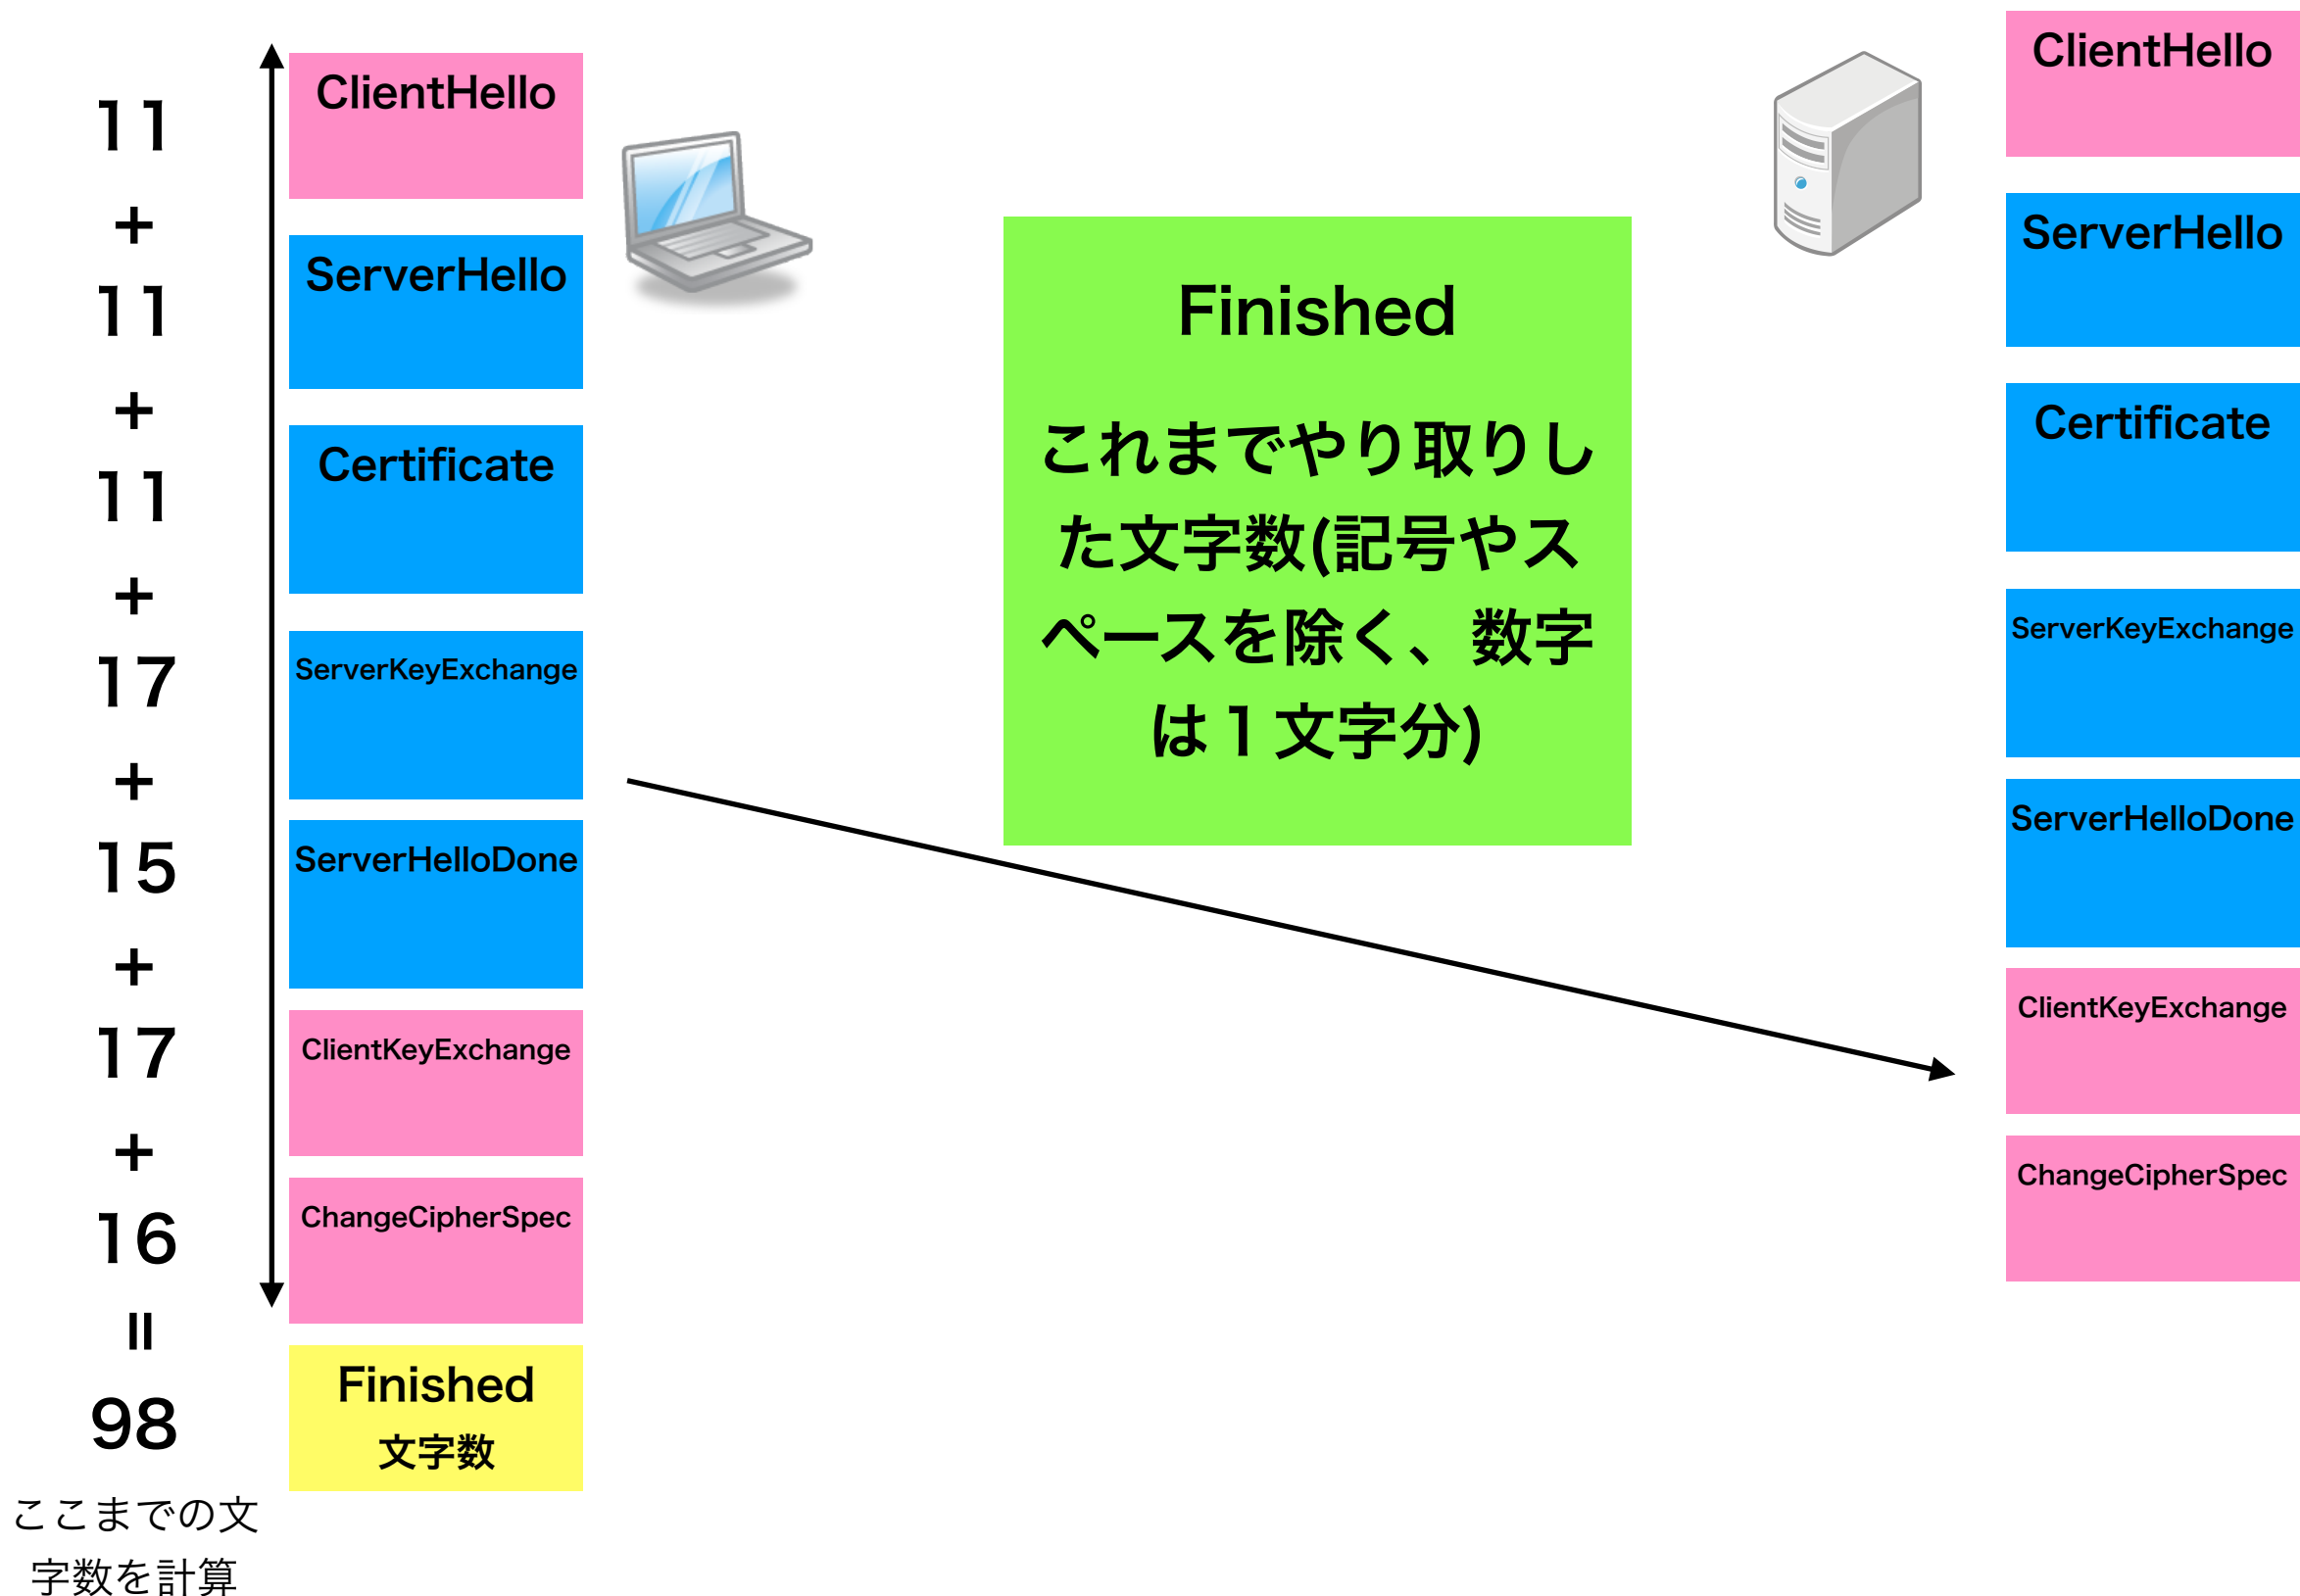 11
+
11
+
11
+
17
+
15
+
17
+
16
=
98
ここまでの文
字数を計算
ClientHello
ServerHello
Certificate
ServerKeyExchange
ServerHelloDone
ClientKeyExchange
ChangeCipherSpec
Finished
文字数
Finished
これまでやり取りし
た文字数(記号やス
ペースを除く、数字
は１文字分)
ClientHello
ServerHello
Certificate
ServerKeyExchange
ServerHelloDone
ClientKeyExchange
ChangeCipherSpec